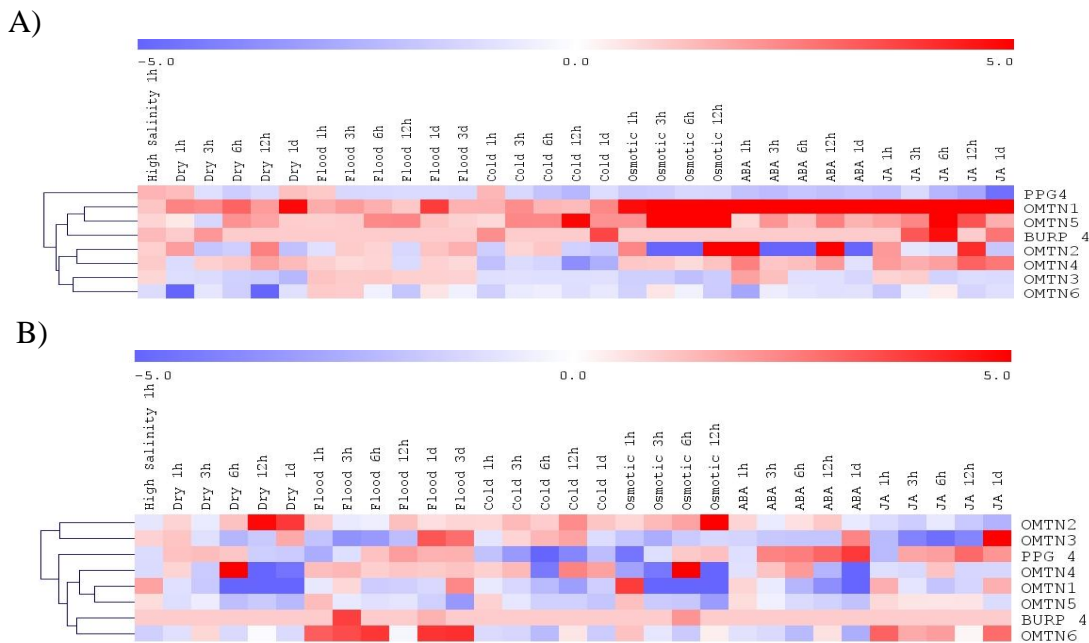 A)
-5.0 0.0 5.0
High Salinity 1h
Dry 1h
Dry 3h
Dry 6h
Dry 12h
Dry 1d
Flood 1h
Flood 3h
Flood 6h
Flood 12h
Flood 1d
Flood 3d
Cold 1h
Cold 3h
Cold 6h
Cold 12h
Cold 1d
Osmotic 1h
Osmotic 3h
Osmotic 6h
Osmotic 12h
ABA 1h
ABA 3h
ABA 6h
ABA 12h
ABA 1d
JA 1h
JA 3h
JA 6h
JA 12h
JA 1d
PPG4
OMTN1
OMTN5
BURP 4
OMTN2
OMTN4
OMTN3
OMTN6
B)
-5.0 0.0 5.0
High Salinity 1h
Dry 1h
Dry 3h
Dry 6h
Dry 12h
Dry 1d
Flood 1h
Flood 3h
Flood 6h
Flood 12h
Flood 1d
Flood 3d
Cold 1h
Cold 3h
Cold 6h
Cold 12h
Cold 1d
Osmotic 1h
Osmotic 3h
Osmotic 6h
Osmotic 12h
ABA 1h
ABA 3h
ABA 6h
ABA 12h
ABA 1d
JA 1h
JA 3h
JA 6h
JA 12h
JA 1d
OMTN2
OMTN3
PPG 4
OMTN4
OMTN1
OMTN5
BURP 4
OMTN6